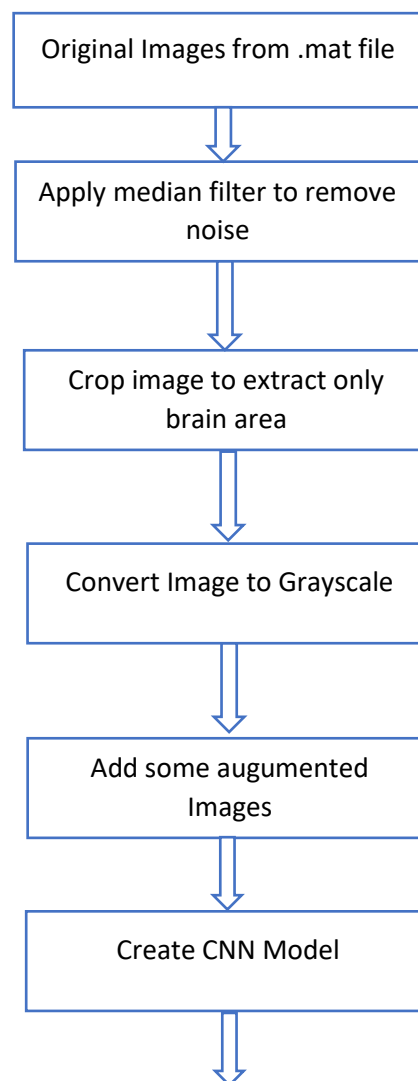 Original Images from .mat file
Apply median filter to remove
noise
Crop image to extract only
brain area
Convert Image to Grayscale
Add some augumented
Images
Create CNN Model